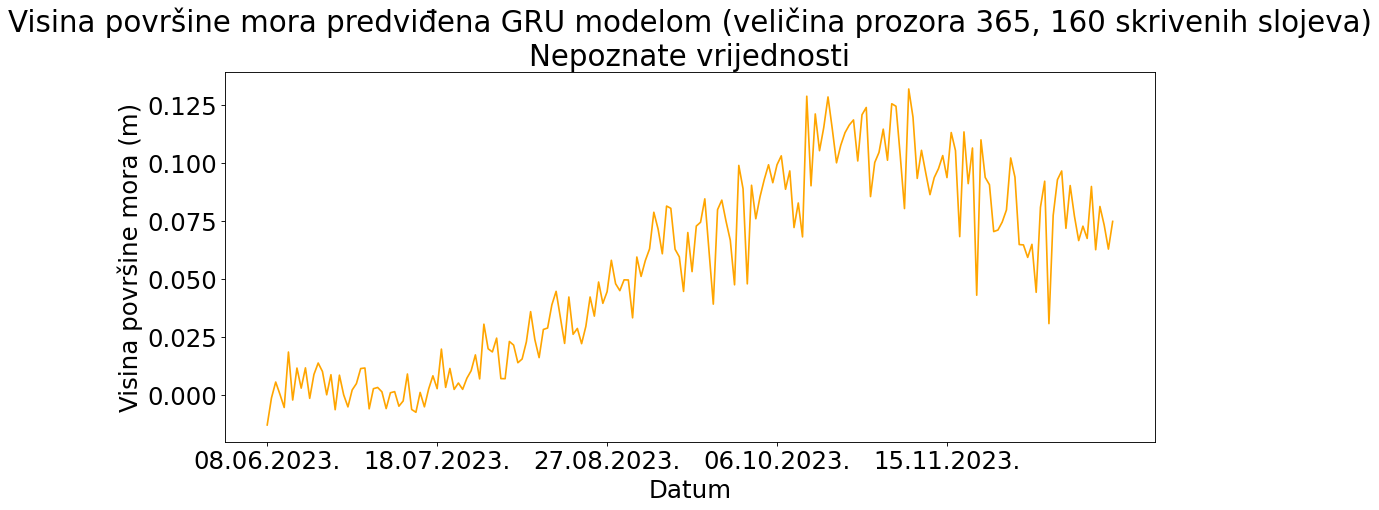 Visina površine mora predviđena GRU modelom (veličina prozora 365, 160 skrivenih slojeva)
Nepoznate vrijednosti
Visina površine mora (m)
0.125
0.100
0.075
0.050
0.025
0.000
08.06.2023. 18.07.2023. 27.08.2023. 06.10.2023. 15.11.2023.
Datum